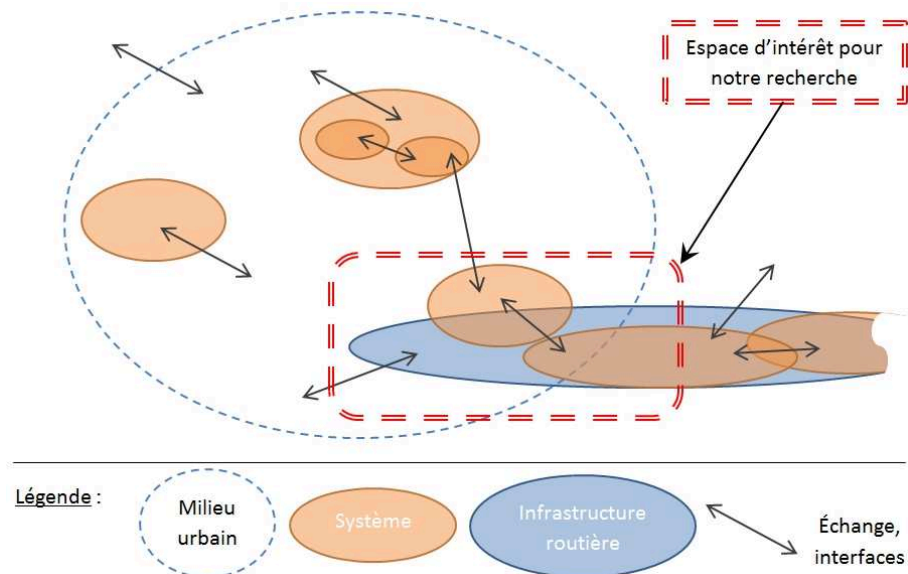 Espace d'intérêt pour
notre recherche
Légende :
Milieu
urbain
Système
Infrastructure
routière
Échange,
interfaces